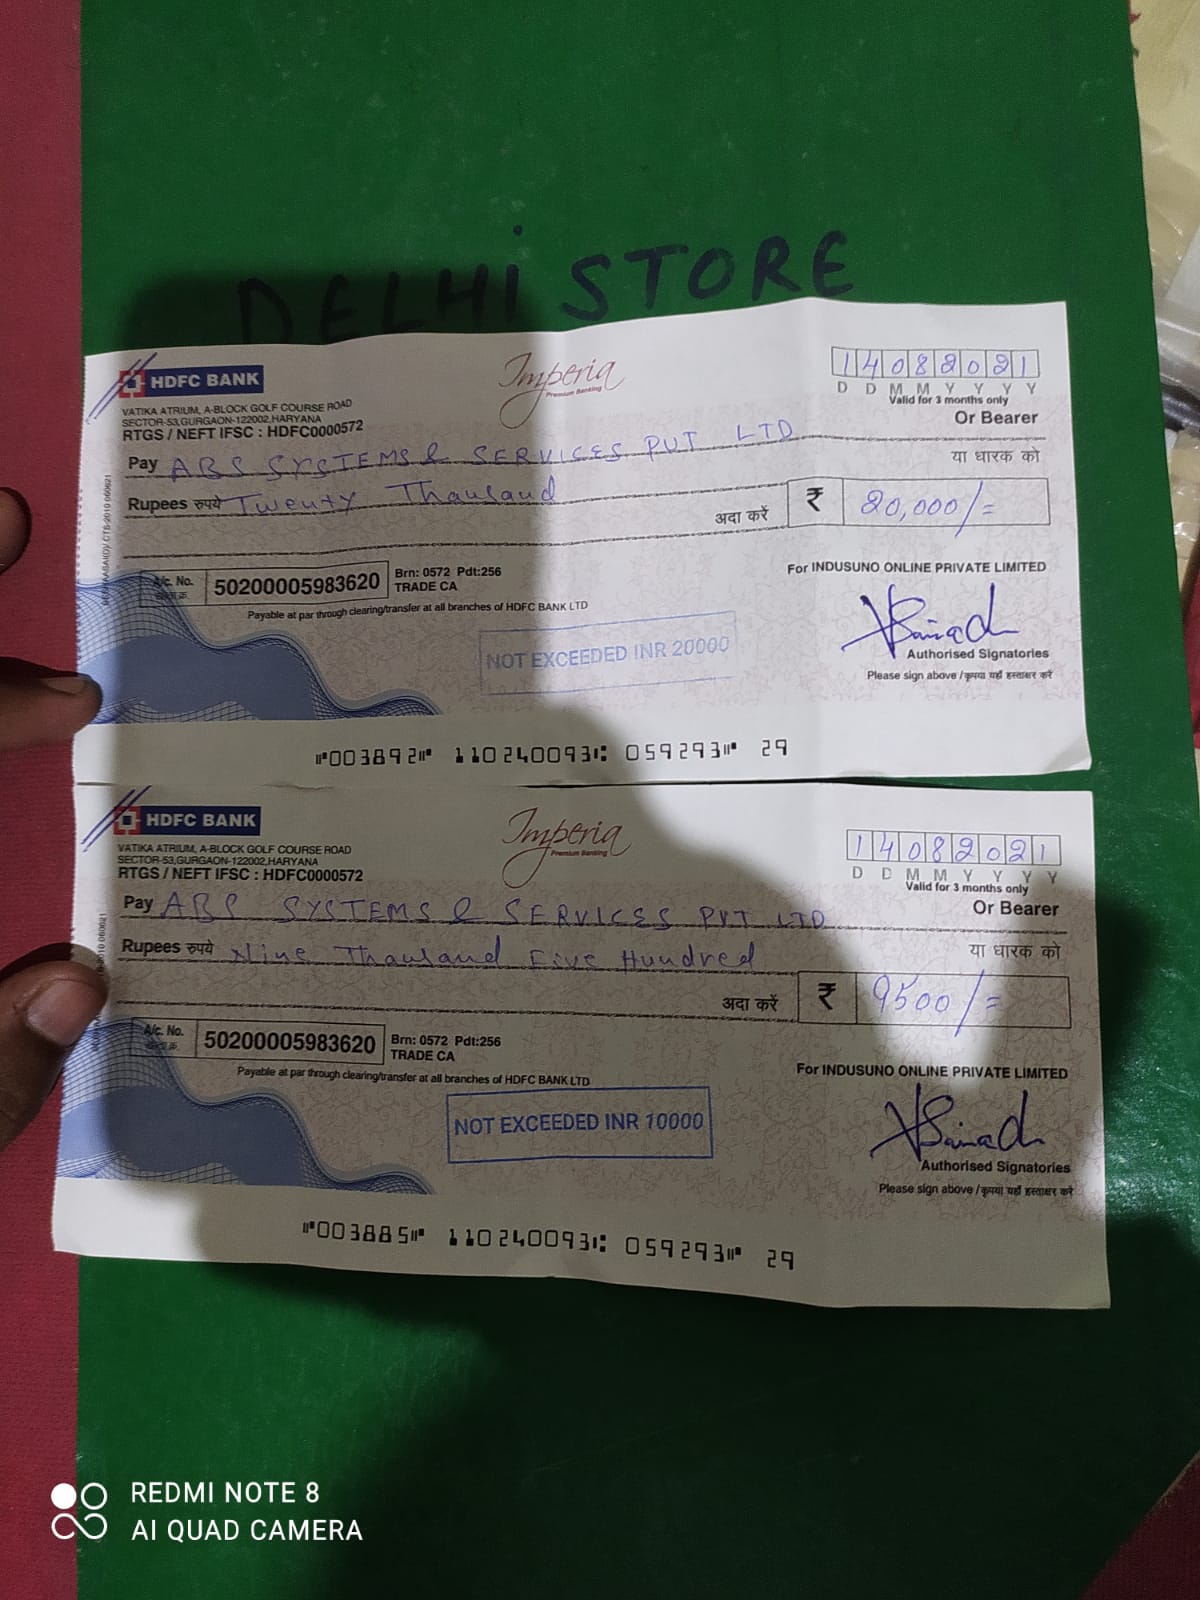 DELHI STORE
HDFC BANK
Imperia
Premium Banking
14082021
D D M M Y Y Y Y
Valid for 3 months only
VATIKA ATRIUM, A-BLOCK GOLF COURSE ROAD
SECTOR-53,GURGAON-122002,HARYANA
RTGS / NEFT IFSC : HDFC0000572
Or Bearer
Pay ABS SYSTEMS & SERVICES PVT LTD
या धारक को
Rupees रुपये Twenty Thausand
अदा करें ₹ 20,000/=
A/c. No. 50200005983620 Brn: 0572 Pdt:256
TRADE CA
For INDUSUNO ONLINE PRIVATE LIMITED
Payable at par through clearing/transfer at all branches of HDFC BANK LTD
NOT EXCEEDED INR 20000
Authorised Signatories
Please sign above / कृपया यहाँ हस्ताक्षर करें
⑈003892⑈ 110240093⑆ 059293⑈ 29
HDFC BANK
Imperia
Premium Banking
14082021
D D M M Y Y Y Y
Valid for 3 months only
VATIKA ATRIUM, A-BLOCK GOLF COURSE ROAD
SECTOR-53,GURGAON-122002,HARYANA
RTGS / NEFT IFSC : HDFC0000572
Or Bearer
Pay ABS SYSTEMS & SERVICES PVT LTD
या धारक को
Rupees रुपये Nine Thausand Five Hundred
अदा करें ₹ 9500/=
A/c. No. 50200005983620 Brn: 0572 Pdt:256
TRADE CA
For INDUSUNO ONLINE PRIVATE LIMITED
Payable at par through clearing/transfer at all branches of HDFC BANK LTD
NOT EXCEEDED INR 10000
Authorised Signatories
Please sign above / कृपया यहाँ हस्ताक्षर करें
⑈003885⑈ 110240093⑆ 059293⑈ 29
REDMI NOTE 8
AI QUAD CAMERA